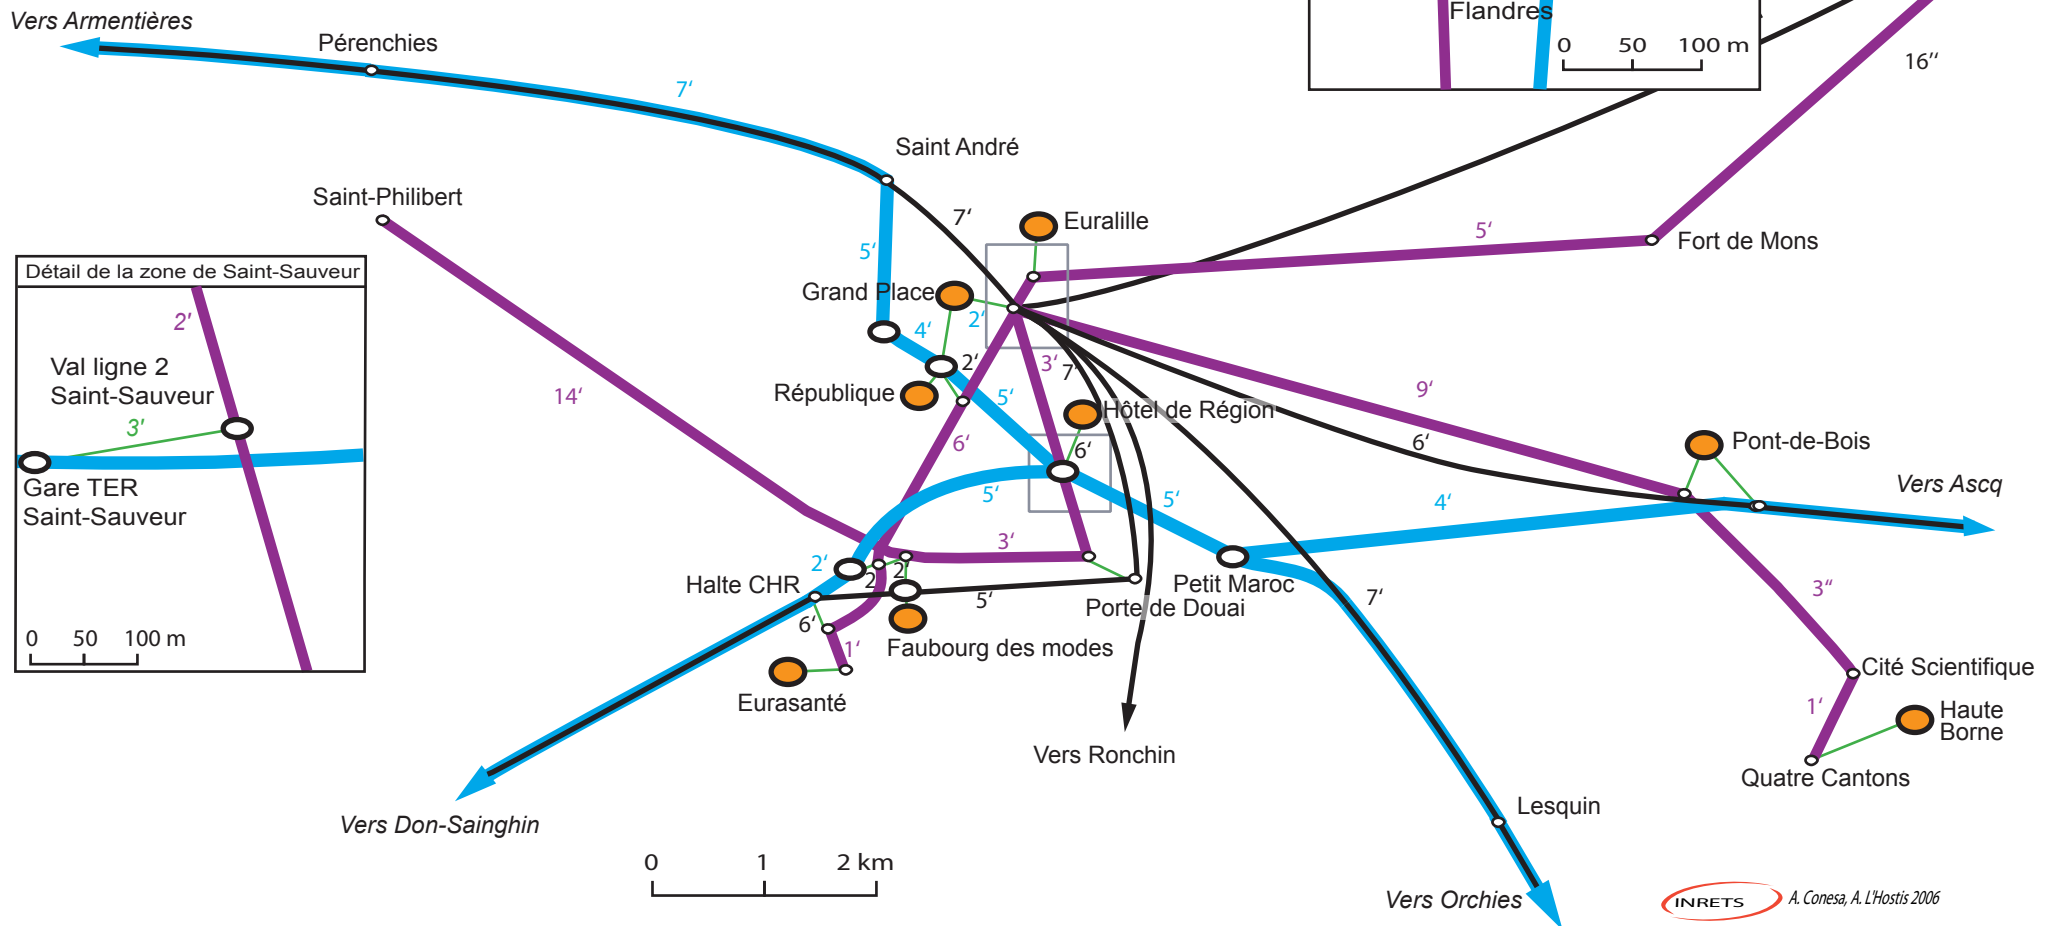 Vers Armentières
Pérenchies
7'
Flandres
0 50 100 m
16''
Saint André
Saint-Philibert
7'
Euralille
5'
5'
Fort de Mons
Détail de la zone de Saint-Sauveur
Grand Place
2'
2'
4'
Val ligne 2
Saint-Sauveur
3'
2'
3'
7'
République
5'
14'
9'
Hôtel de Région
6'
6'
6'
Pont-de-Bois
Gare TER
Saint-Sauveur
5'
5'
4'
Vers Ascq
3'
2'
2
2'
Halte CHR
Petit Maroc
5'
Porte de Douai
7'
3''
0 50 100 m
6'
1'
Faubourg des modes
Eurasanté
Cité Scientifique
1'
Haute
Borne
Vers Ronchin
Quatre Cantons
Lesquin
Vers Don-Sainghin
0 1 2 km
Vers Orchies
INRETS
A. Conesa, A. L'Hostis 2006